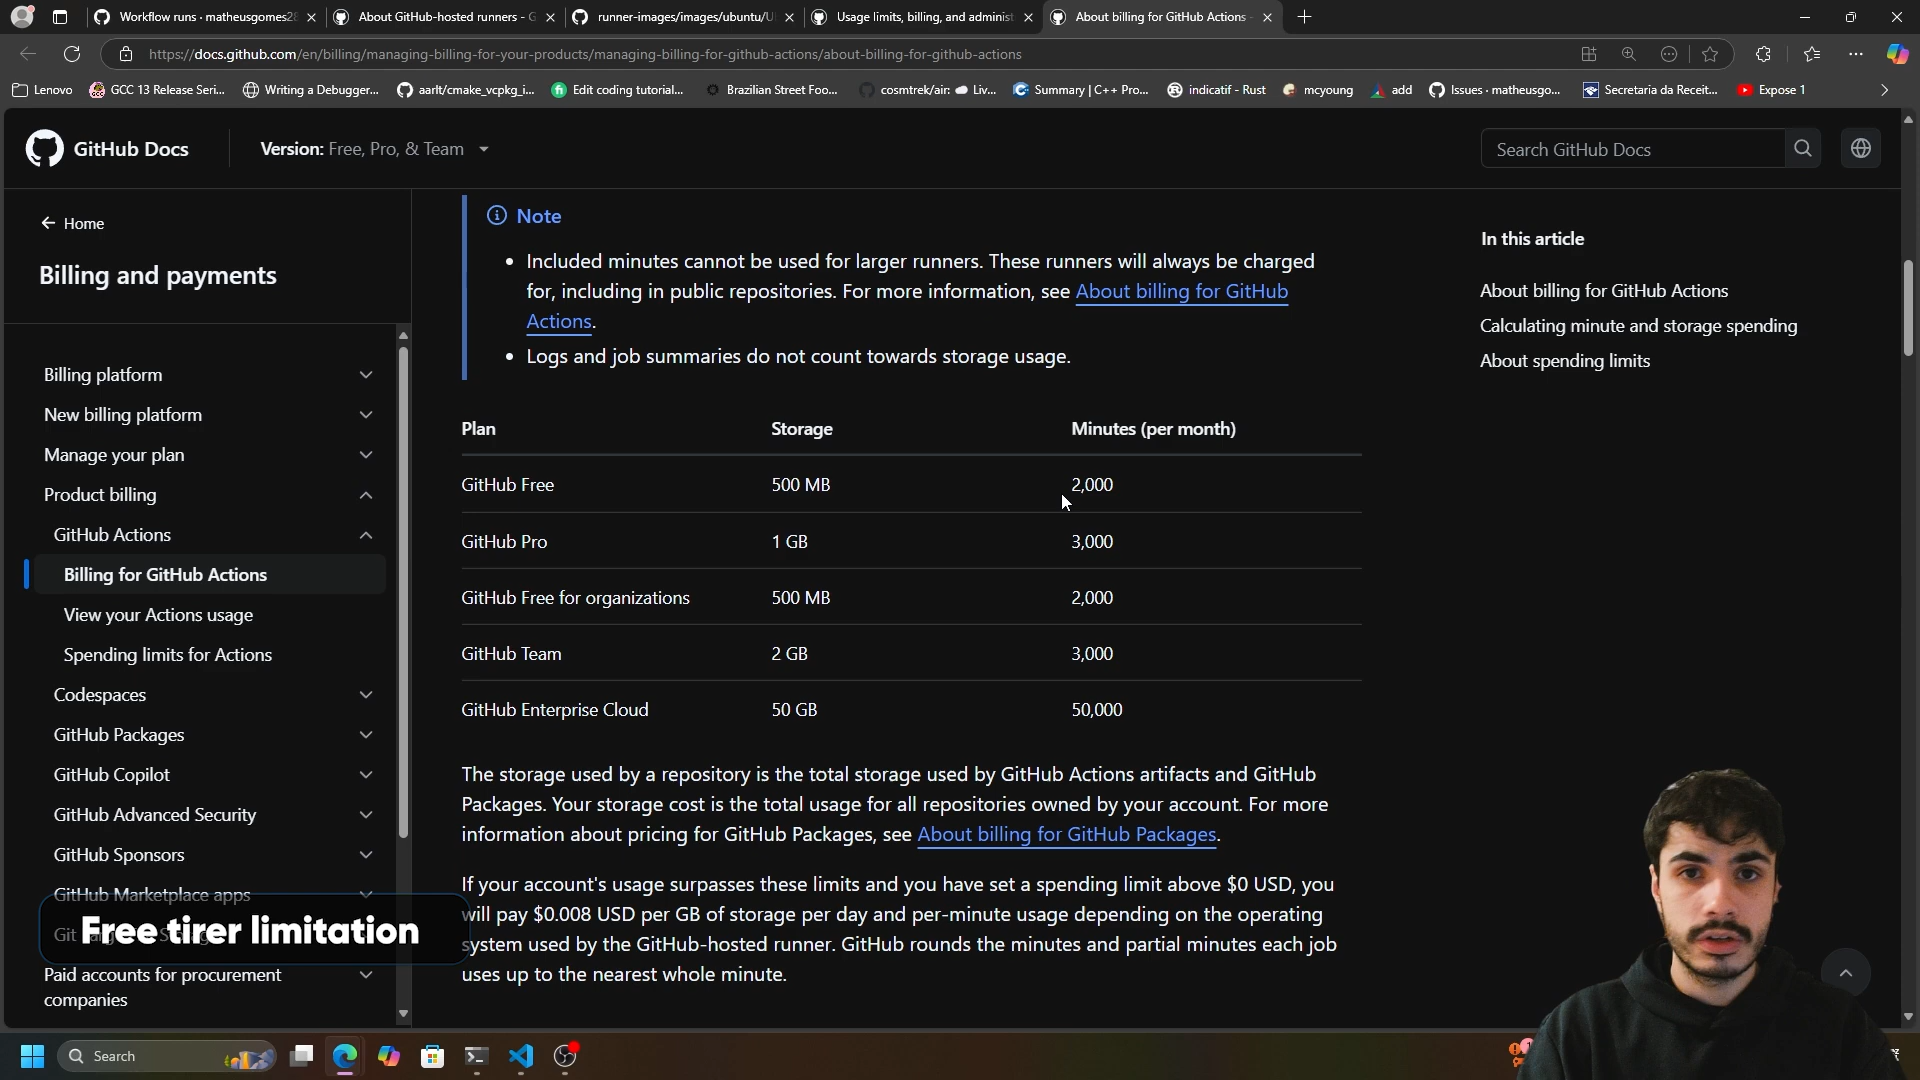 Workflow runs · matheusgomes28
About GitHub-hosted runners - G
runner-images/images/ubuntu/U
Usage limits, billing, and administ
About billing for GitHub Actions -
https://docs.github.com/en/billing/managing-billing-for-your-products/managing-billing-for-github-actions/about-billing-for-github-actions
Lenovo
GCC 13 Release Seri...
Writing a Debugger...
aarlt/cmake_vcpkg_i...
Edit coding tutorial...
Brazilian Street Foo...
cosmtrek/air: ☁ Liv...
Summary | C++ Pro...
indicatif - Rust
mcyoung
add
Issues · matheusgo...
Secretaria da Receit...
Expose 1
GitHub Docs
Version: Free, Pro, & Team
Search GitHub Docs
Home
Billing and payments
Billing platform
New billing platform
Manage your plan
Product billing
GitHub Actions
Billing for GitHub Actions
View your Actions usage
Spending limits for Actions
Codespaces
GitHub Packages
GitHub Copilot
GitHub Advanced Security
GitHub Sponsors
GitHub Marketplace apps
Git
Free tirer limitation
Paid accounts for procurement
companies
Note
• Included minutes cannot be used for larger runners. These runners will always be charged
for, including in public repositories. For more information, see About billing for GitHub
Actions.
• Logs and job summaries do not count towards storage usage.
Plan Storage Minutes (per month)
GitHub Free 500 MB 2,000
GitHub Pro 1 GB 3,000
GitHub Free for organizations 500 MB 2,000
GitHub Team 2 GB 3,000
GitHub Enterprise Cloud 50 GB 50,000
The storage used by a repository is the total storage used by GitHub Actions artifacts and GitHub
Packages. Your storage cost is the total usage for all repositories owned by your account. For more
information about pricing for GitHub Packages, see About billing for GitHub Packages.
If your account's usage surpasses these limits and you have set a spending limit above $0 USD, you
will pay $0.008 USD per GB of storage per day and per-minute usage depending on the operating
system used by the GitHub-hosted runner. GitHub rounds the minutes and partial minutes each job
uses up to the nearest whole minute.
In this article
About billing for GitHub Actions
Calculating minute and storage spending
About spending limits
Search